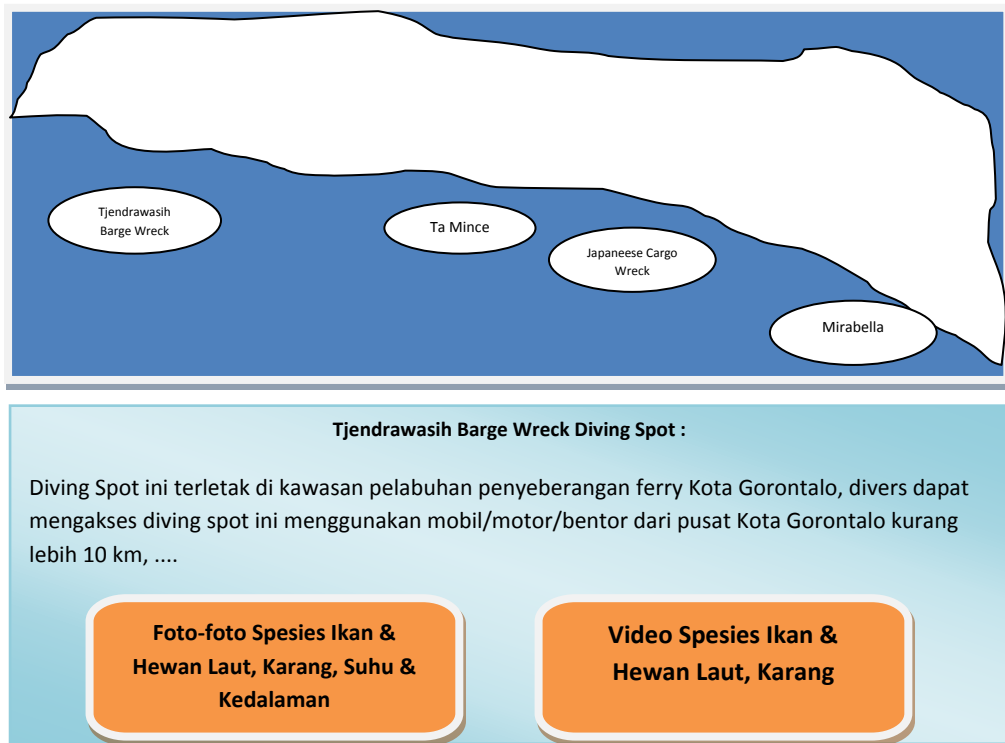 Tjendrawasih
Barge Wreck
Ta Mince
Japaneese Cargo
Wreck
Mirabella
Tjendrawasih Barge Wreck Diving Spot :
Diving Spot ini terletak di kawasan pelabuhan penyeberangan ferry Kota Gorontalo, divers dapat
mengakses diving spot ini menggunakan mobil/motor/bentor dari pusat Kota Gorontalo kurang
lebih 10 km, ....
Foto-foto Spesies Ikan &
Hewan Laut, Karang, Suhu &
Kedalaman
Video Spesies Ikan &
Hewan Laut, Karang